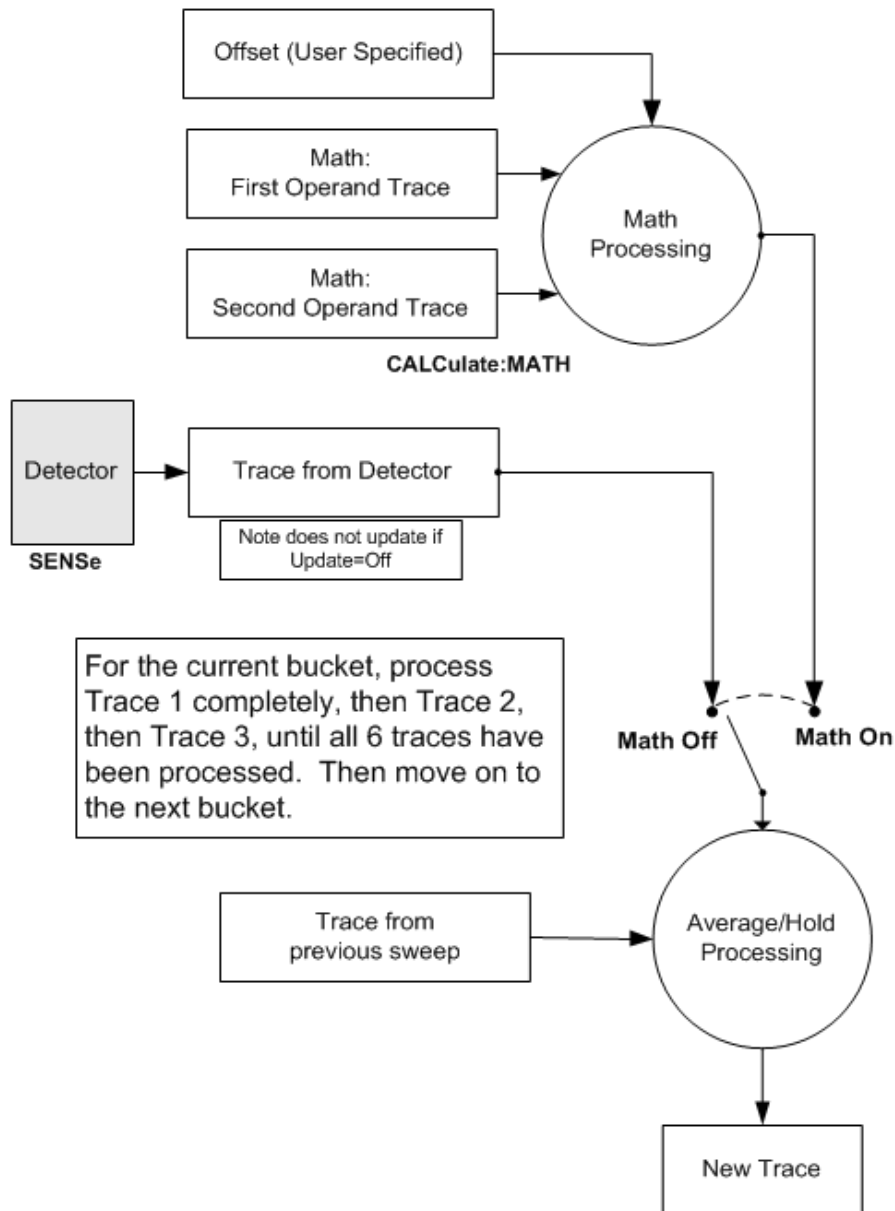 Offset (User Specified)
Math:
First Operand Trace
Math
Processing
Math:
Second Operand Trace
CALCulate:MATH
Detector
Trace from Detector
Note does not update if
Update=Off
SENSe
For the current bucket, process
Trace 1 completely, then Trace 2,
then Trace 3, until all 6 traces have
been processed.  Then move on to
the next bucket.
Math Off
Math On
Trace from
previous sweep
Average/Hold
Processing
New Trace